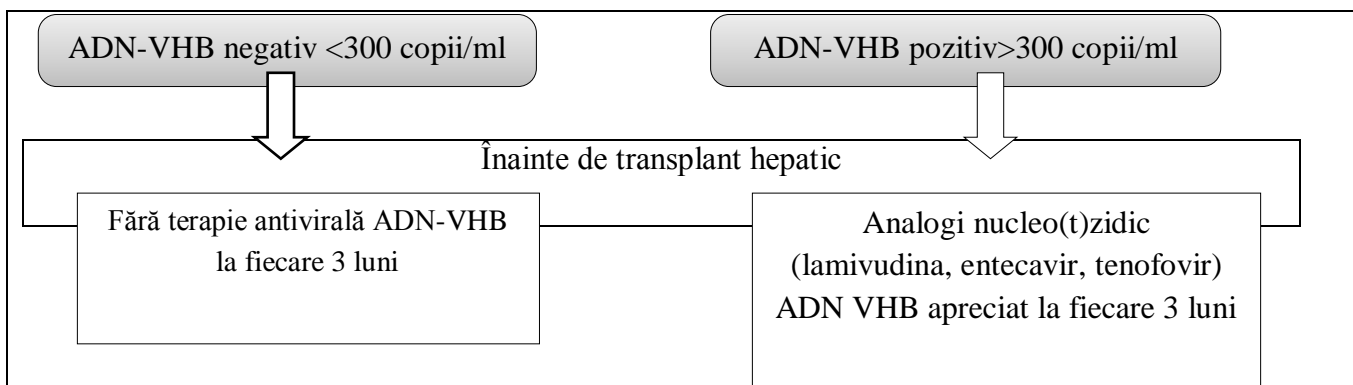 ADN-VHB negativ <300 copii/ml
ADN-VHB pozitiv>300 copii/ml
Înainte de transplant hepatic
Fără terapie antivirală ADN-VHB
la fiecare 3 luni
Analogi nucleo(t)zidic
(lamivudina, entecavir, tenofovir)
ADN VHB apreciat la fiecare 3 luni